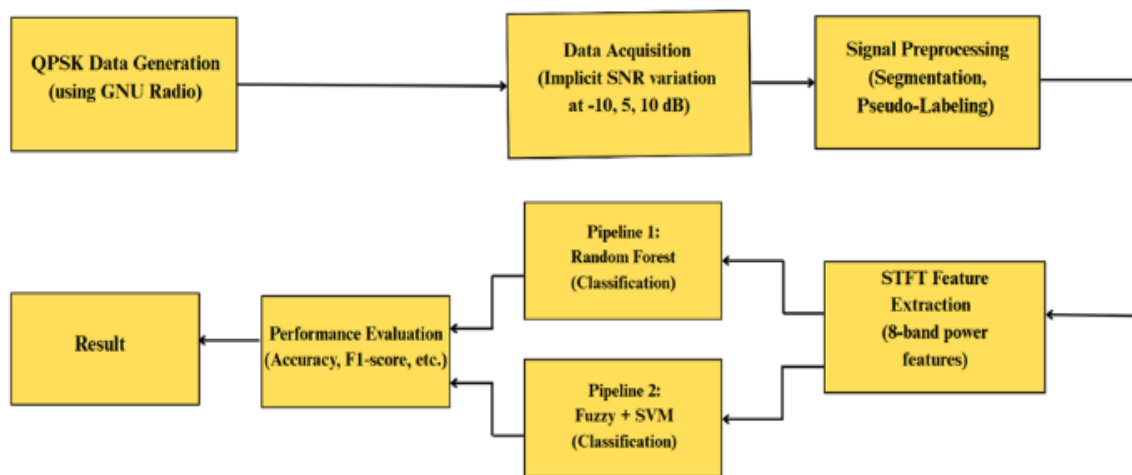 QPSK Data Generation
(using GNU Radio)
Data Acquisition
(Implicit SNR variation
at -10, 5, 10 dB)
Signal Preprocessing
(Segmentation,
Pseudo-Labeling)
STFT Feature
Extraction
(8-band power
features)
Pipeline 1:
Random Forest
(Classification)
Pipeline 2:
Fuzzy + SVM
(Classification)
Performance Evaluation
(Accuracy, F1-score, etc.)
Result